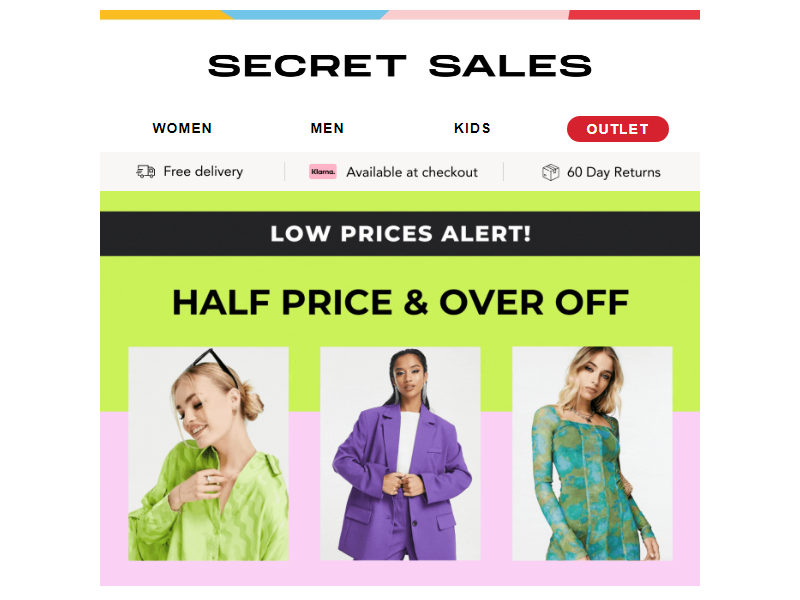 SECRET SALES
WOMEN MEN KIDS OUTLET
Free delivery Klarna. Available at checkout 60 Day Returns
LOW PRICES ALERT!
HALF PRICE & OVER OFF